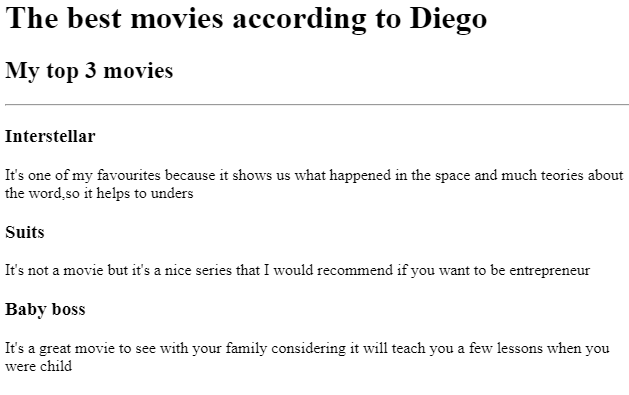 The best movies according to Diego
My top 3 movies
Interstellar
It's one of my favourites because it shows us what happened in the space and much teories about
the word,so it helps to unders
Suits
It's not a movie but it's a nice series that I would recommend if you want to be entrepreneur
Baby boss
It's a great movie to see with your family considering it will teach you a few lessons when you
were child